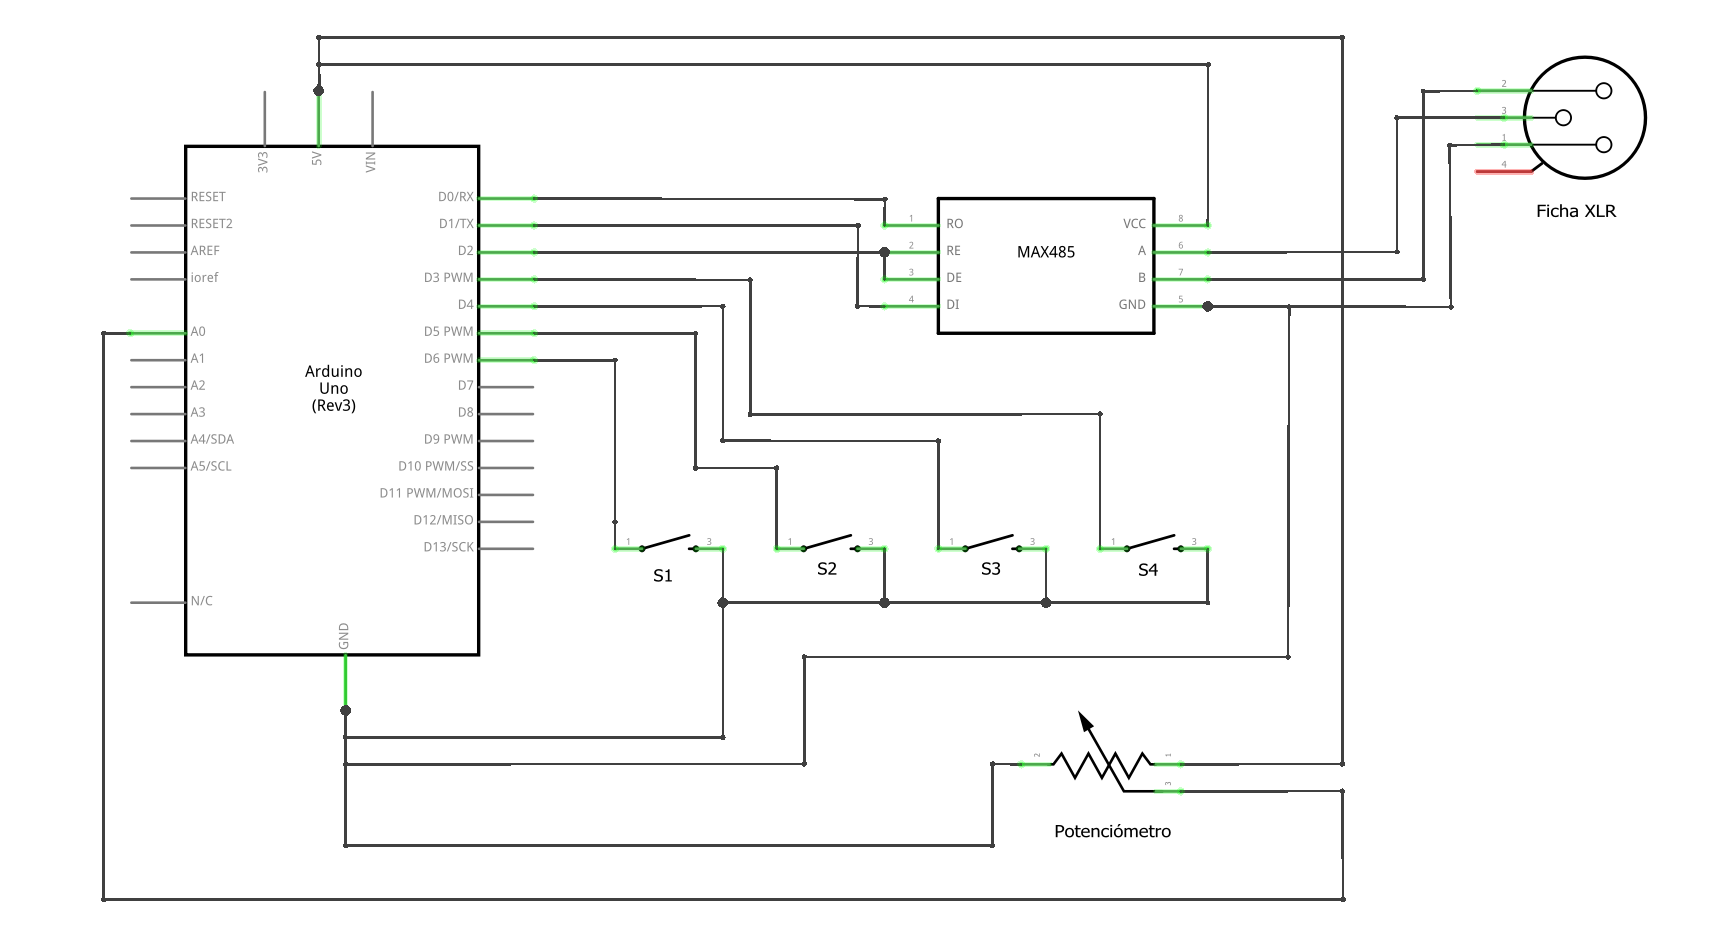 3V3
5V
VIN
RESET
RESET2
AREF
ioref
A0
A1
A2
A3
A4/SDA
A5/SCL
N/C
GND
Arduino
Uno
(Rev3)
D0/RX
D1/TX
D2
D3 PWM
D4
D5 PWM
D6 PWM
D7
D8
D9 PWM
D10 PWM/SS
D11 PWM/MOSI
D12/MISO
D13/SCK
1
RO
2
RE
3
DE
4
DI
MAX485
VCC
8
A
6
B
7
GND
5
2
3
1
4
Ficha XLR
1
3
S1
1
3
S2
1
3
S3
1
3
S4
2
1
3
Potenciómetro